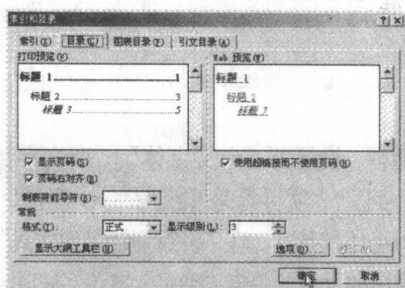 索引和目录
索引(X) 目录(C) 图表目录(F) 引文目录(A)
打印预览(V) Web 预览(W)
标题 1.....................1 标题 1
标题 2.....................3 标题 2
标题 3.....................5 标题 3
显示页码(S) 使用超链接而不使用页码(H)
页码右对齐(R)
制表符前导符(B):
常规
格式(T): 正式 显示级别(L): 3
显示大纲工具栏(U) 选项(O)...
确定 取消